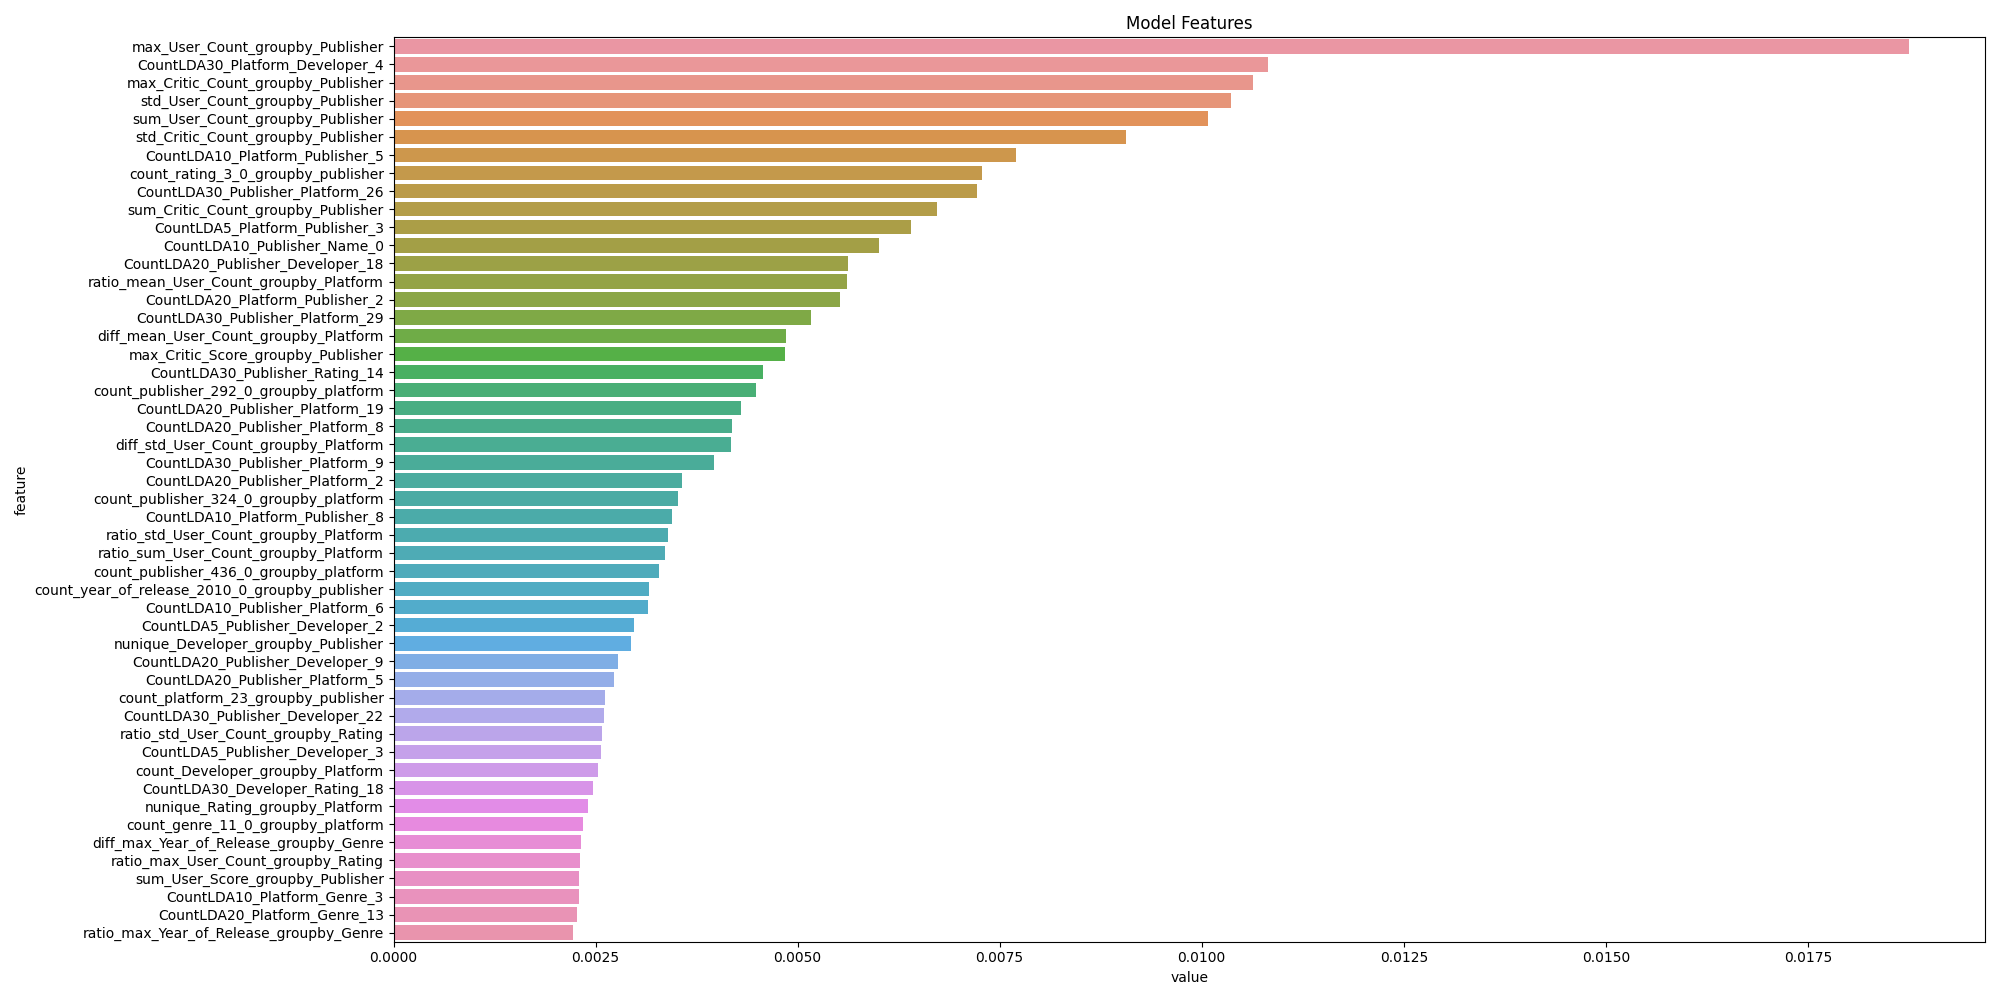 Model Features
max_User_Count_groupby_Publisher
CountLDA30_Platform_Developer_4
max_Critic_Count_groupby_Publisher
std_User_Count_groupby_Publisher
sum_User_Count_groupby_Publisher
std_Critic_Count_groupby_Publisher
CountLDA10_Platform_Publisher_5
count_rating_3_0_groupby_publisher
CountLDA30_Publisher_Platform_26
sum_Critic_Count_groupby_Publisher
CountLDA5_Platform_Publisher_3
CountLDA10_Publisher_Name_0
CountLDA20_Publisher_Developer_18
ratio_mean_User_Count_groupby_Platform
CountLDA20_Platform_Publisher_2
CountLDA30_Publisher_Platform_29
diff_mean_User_Count_groupby_Platform
max_Critic_Score_groupby_Publisher
CountLDA30_Publisher_Rating_14
count_publisher_292_0_groupby_platform
CountLDA20_Publisher_Platform_19
CountLDA20_Publisher_Platform_8
diff_std_User_Count_groupby_Platform
CountLDA30_Publisher_Platform_9
CountLDA20_Publisher_Platform_2
count_publisher_324_0_groupby_platform
CountLDA10_Platform_Publisher_8
ratio_std_User_Count_groupby_Platform
ratio_sum_User_Count_groupby_Platform
count_publisher_436_0_groupby_platform
count_year_of_release_2010_0_groupby_publisher
CountLDA10_Publisher_Platform_6
CountLDA5_Publisher_Developer_2
nunique_Developer_groupby_Publisher
CountLDA20_Publisher_Developer_9
CountLDA20_Publisher_Platform_5
count_platform_23_groupby_publisher
CountLDA30_Publisher_Developer_22
ratio_std_User_Count_groupby_Rating
CountLDA5_Publisher_Developer_3
count_Developer_groupby_Platform
CountLDA30_Developer_Rating_18
nunique_Rating_groupby_Platform
count_genre_11_0_groupby_platform
diff_max_Year_of_Release_groupby_Genre
ratio_max_User_Count_groupby_Rating
sum_User_Score_groupby_Publisher
CountLDA10_Platform_Genre_3
CountLDA20_Platform_Genre_13
ratio_max_Year_of_Release_groupby_Genre
feature
0.0000 0.0025 0.0050 0.0075 0.0100 0.0125 0.0150 0.0175
value